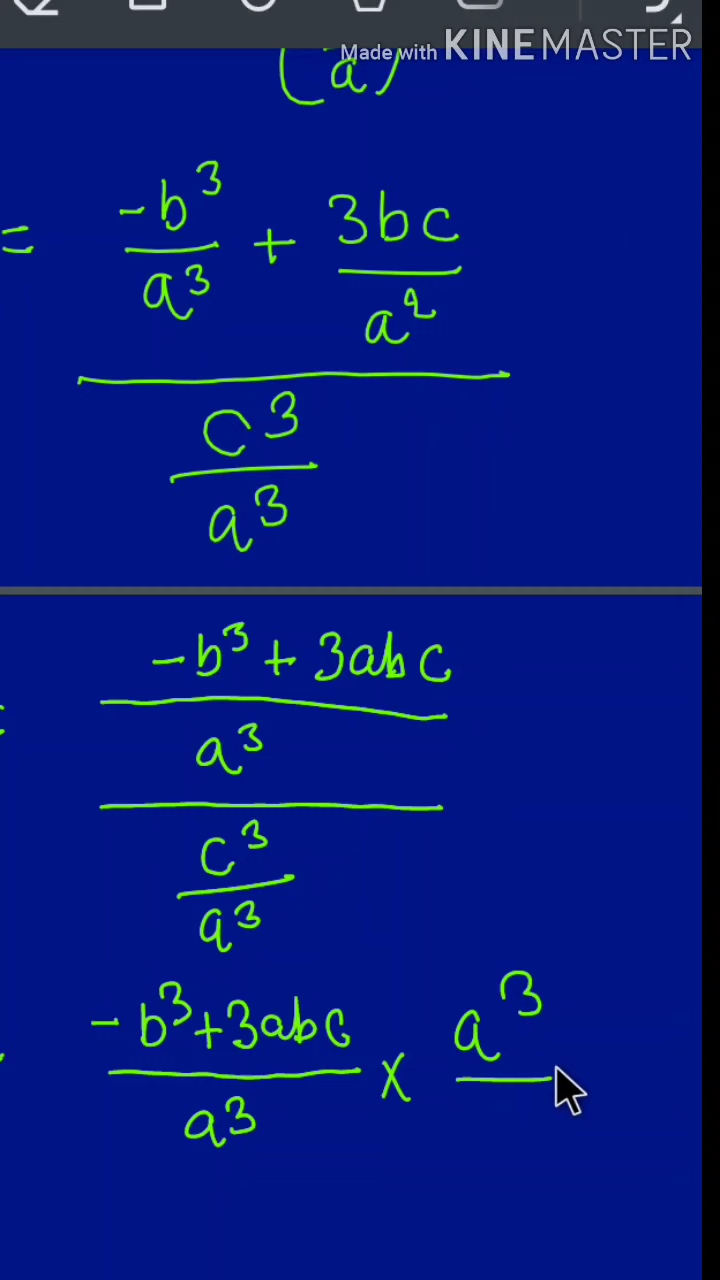 Made with KINEMASTER
(a)
= -b³/a³ + 3bc/a²
c³/a³
= -b³ + 3abc
a³
c³
a³
-b³+3abc/a³ × a³